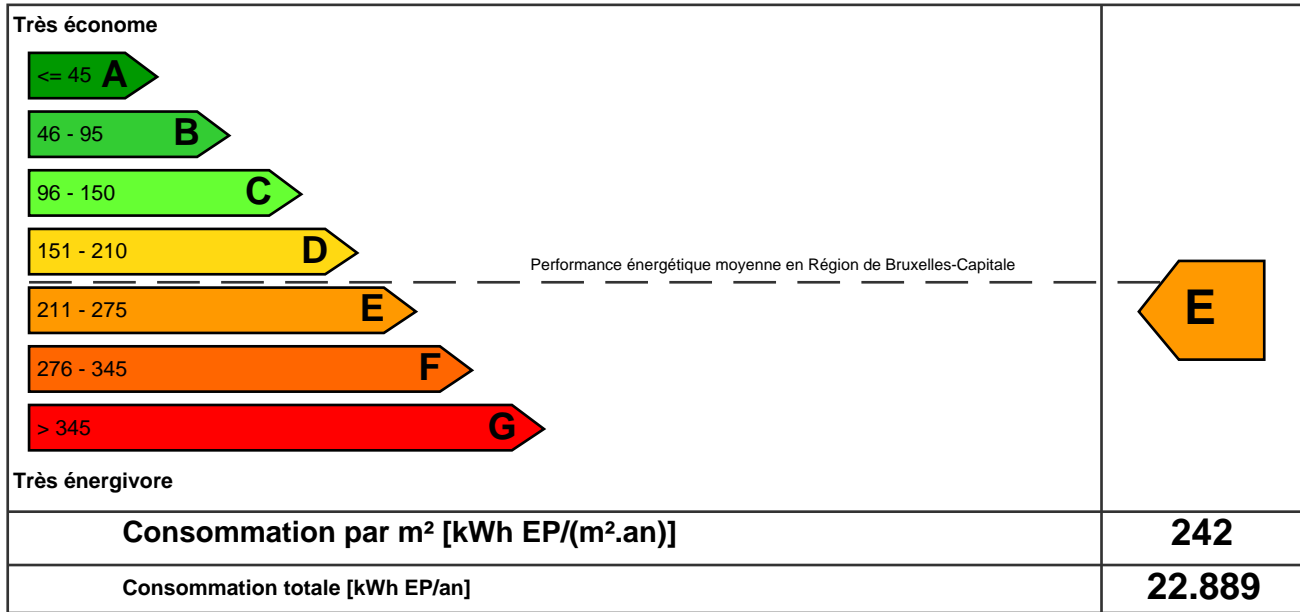 Très économe
<= 45 A
46 - 95 B
96 - 150 C
151 - 210 D
Performance énergétique moyenne en Région de Bruxelles-Capitale
211 - 275 E
E
276 - 345 F
> 345 G
Très énergivore
Consommation par m² [kWh EP/(m².an)] 242
Consommation totale [kWh EP/an] 22.889